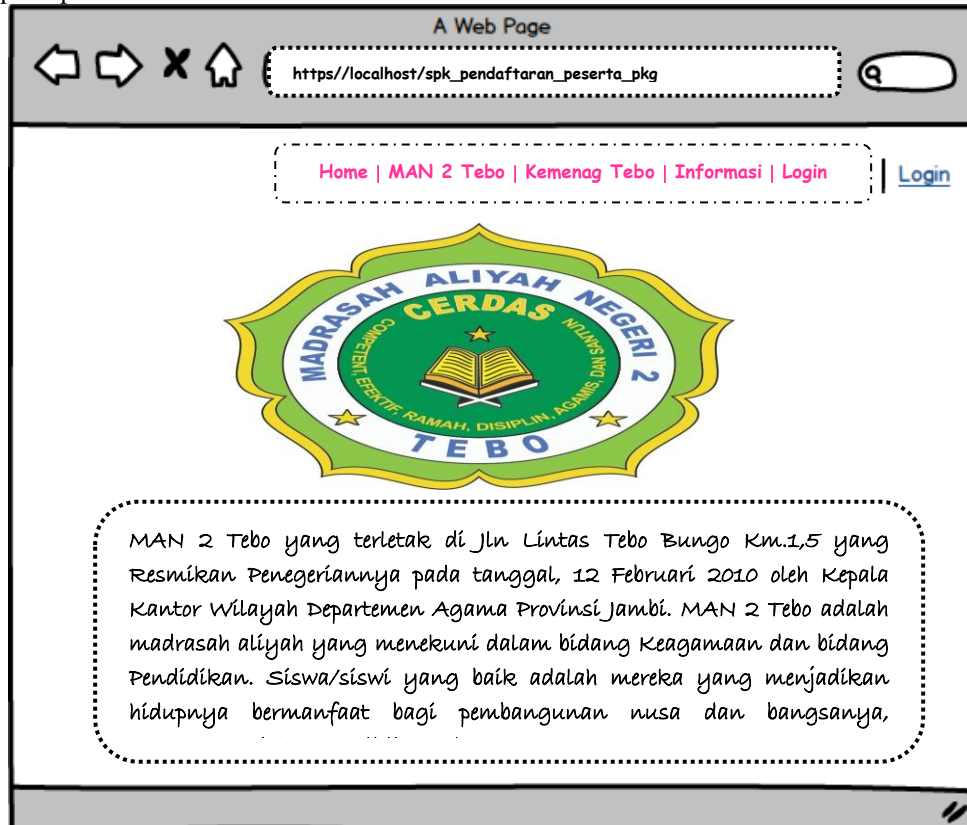 A Web Page
https//localhost/spk_pendaftaran_peserta_pkg
Home | MAN 2 Tebo | Kemenag Tebo | Informasi | Login
Login
MADRASAH ALIYAH NEGERI 2
CERDAS
COMPETENT, EFEKTIF, RAMAH, DISIPLIN, AGAMIS, DAN SANTUN
TEBO
MAN 2 Tebo yang terletak di Jln Lintas Tebo Bungo Km.1,5 yang
Resmikan Penegeriannya pada tanggal, 12 Februari 2010 oleh Kepala
Kantor Wilayah Departemen Agama Provinsi Jambi. MAN 2 Tebo adalah
madrasah aliyah yang menekuni dalam bidang Keagamaan dan bidang
Pendidikan. Siswa/siswi yang baik adalah mereka yang menjadikan
hidupnya bermanfaat bagi pembangunan nusa dan bangsanya,